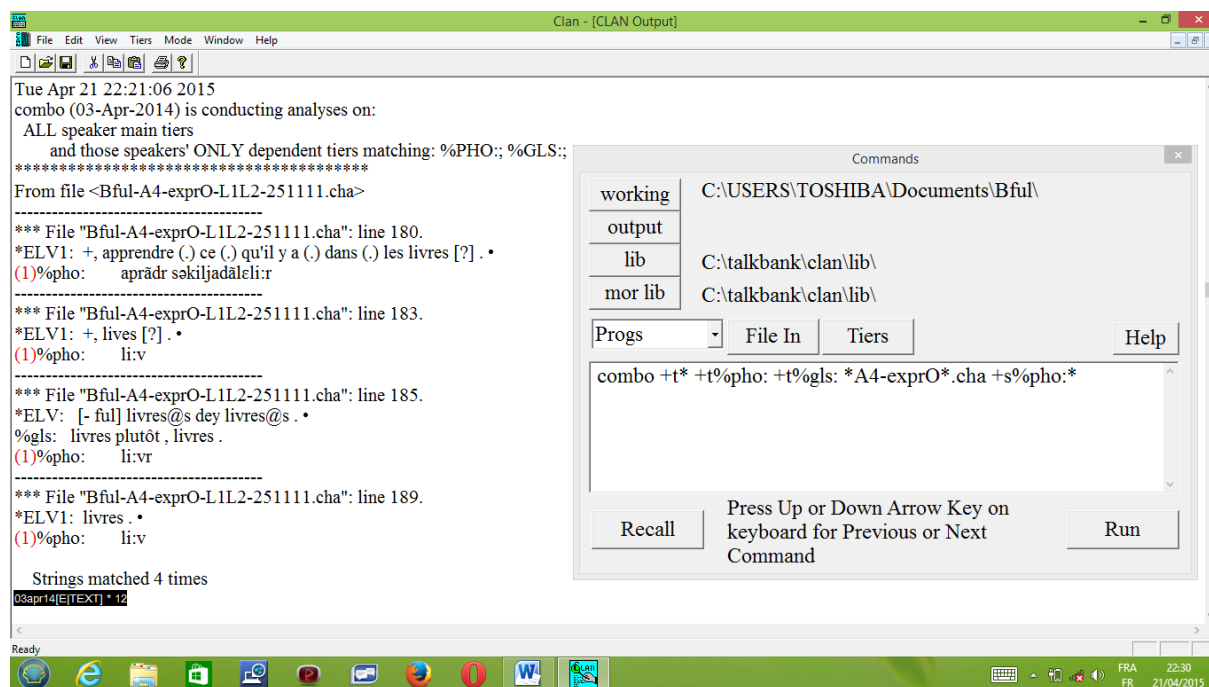 Clan - [CLAN Output]
File Edit View Tiers Mode Window Help
Tue Apr 21 22:21:06 2015
combo (03-Apr-2014) is conducting analyses on:
ALL speaker main tiers
and those speakers' ONLY dependent tiers matching: %PHO:; %GLS:;
****************************************
From file <Bful-A4-exprO-L1L2-251111.cha>
----------------------------------------
*** File "Bful-A4-exprO-L1L2-251111.cha": line 180.
*ELV1: +, apprendre (.) ce (.) qu'il y a (.) dans (.) les livres [?] . •
(1)%pho: aprãdr səkiljadãlɛli:r
----------------------------------------
*** File "Bful-A4-exprO-L1L2-251111.cha": line 183.
*ELV1: +, lives [?] . •
(1)%pho: li:v
----------------------------------------
*** File "Bful-A4-exprO-L1L2-251111.cha": line 185.
*ELV: [- ful] livres@s dey livres@s . •
%gls: livres plutôt , livres .
(1)%pho: li:vr
----------------------------------------
*** File "Bful-A4-exprO-L1L2-251111.cha": line 189.
*ELV1: livres . •
(1)%pho: li:v
Strings matched 4 times
03apr14[E|TEXT] * 12
Commands
working C:\USERS\TOSHIBA\Documents\Bful\
output
lib C:\talkbank\clan\lib\
mor lib C:\talkbank\clan\lib\
Progs File In Tiers Help
combo +t* +t%pho: +t%gls: *A4-exprO*.cha +s%pho:*
Recall
Press Up or Down Arrow Key on
keyboard for Previous or Next
Command
Run
Ready
FRA 22:30
FR 21/04/2015